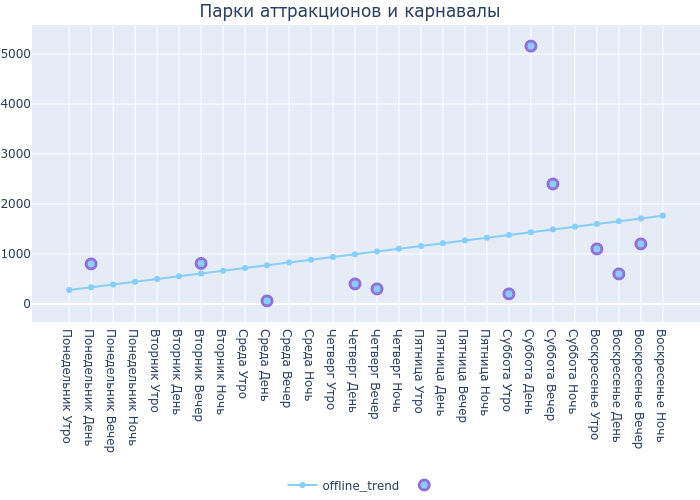 Парки аттракционов и карнавалы
5000
4000
3000
2000
1000
0
Понедельник Утро
Понедельник День
Понедельник Вечер
Понедельник Ночь
Вторник Утро
Вторник День
Вторник Вечер
Вторник Ночь
Среда Утро
Среда День
Среда Вечер
Среда Ночь
Четверг Утро
Четверг День
Четверг Вечер
Четверг Ночь
Пятница Утро
Пятница День
Пятница Вечер
Пятница Ночь
Суббота Утро
Суббота День
Суббота Вечер
Суббота Ночь
Воскресенье Утро
Воскресенье День
Воскресенье Вечер
Воскресенье Ночь
offline_trend